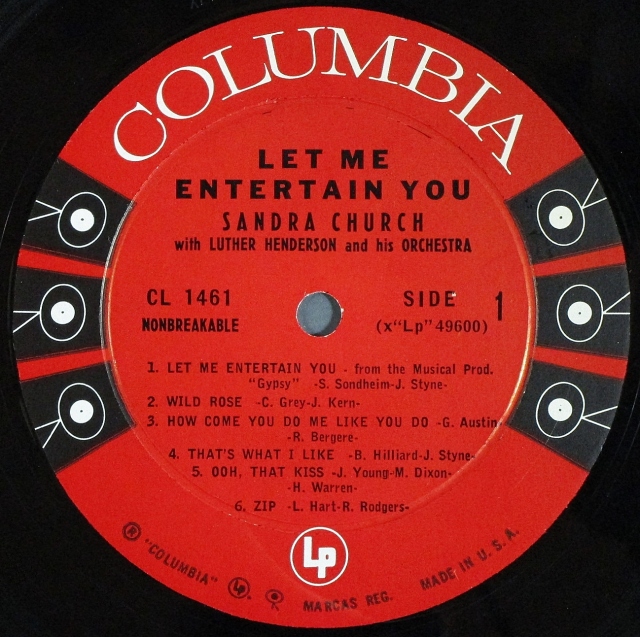 COLUMBIA
LET ME
ENTERTAIN YOU
SANDRA CHURCH
with LUTHER HENDERSON and his ORCHESTRA
CL 1461
NONBREAKABLE
SIDE 1
(x"Lp"49600)
1. LET ME ENTERTAIN YOU - from the Musical Prod.
"Gypsy" -S. Sondheim-J. Styne-
2. WILD ROSE -C. Grey-J. Kern-
3. HOW COME YOU DO ME LIKE YOU DO -G. Austin-
-R. Bergere-
4. THAT'S WHAT I LIKE -B. Hilliard-J. Styne-
5. OOH, THAT KISS -J. Young-M. Dixon-
-H. Warren-
6. ZIP -L. Hart-R. Rodgers-
Lp
® "COLUMBIA" Lp. MARCAS REG. MADE IN U. S. A.